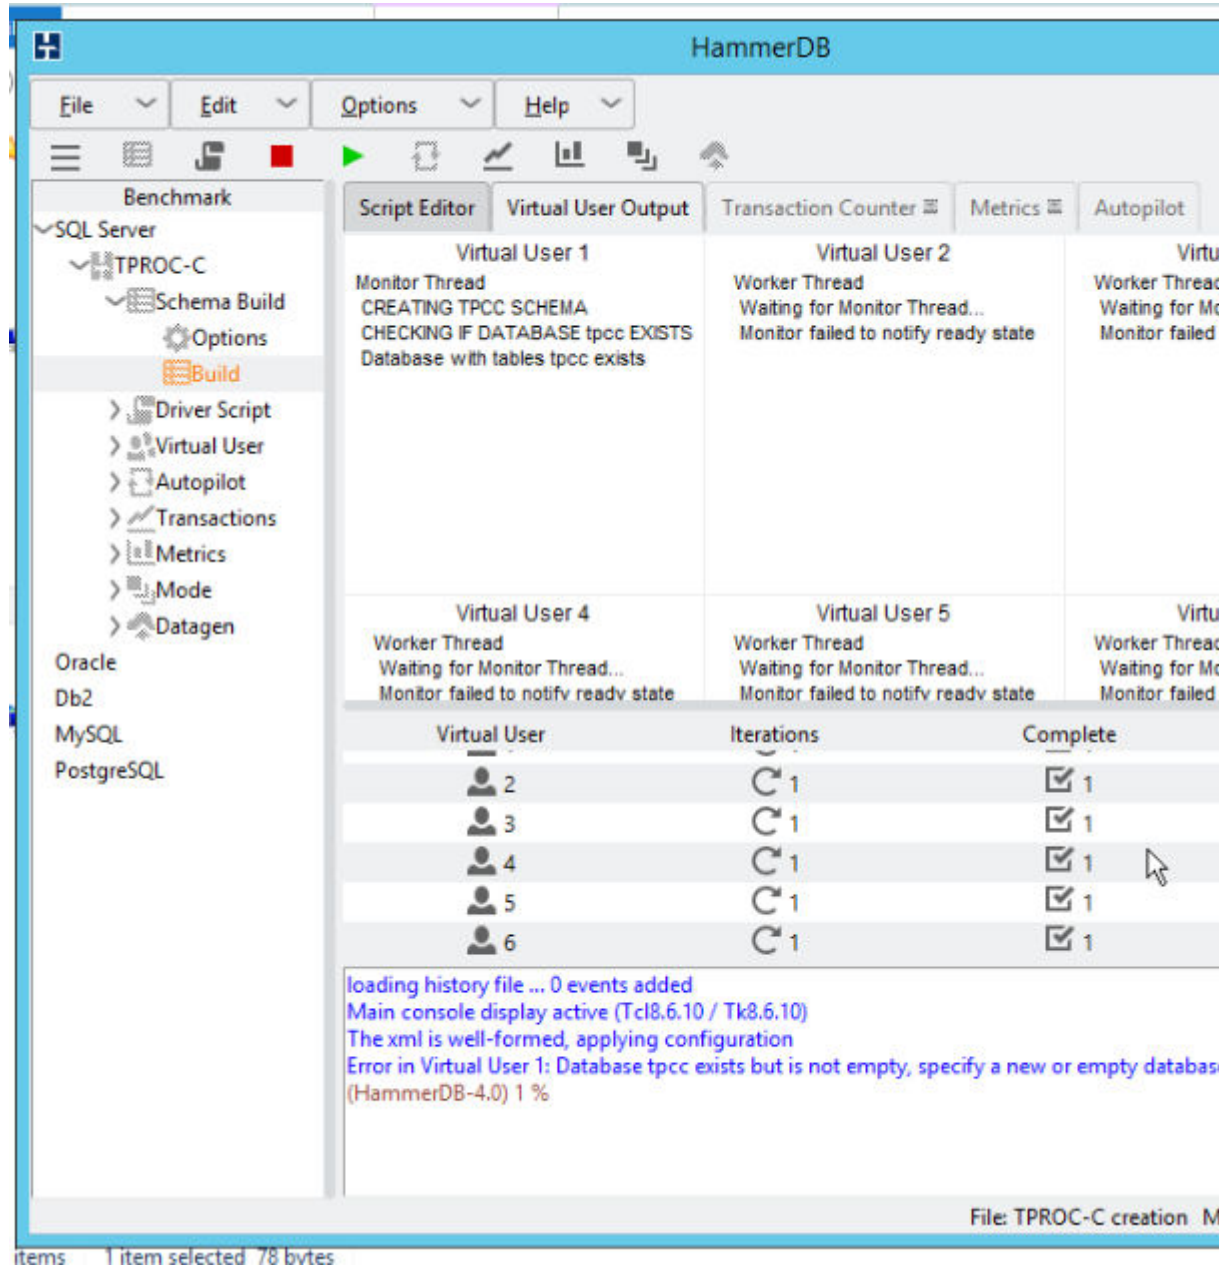 HammerDB
File Edit Options Help
Benchmark
SQL Server
TPROC-C
Schema Build
Options
Build
Driver Script
Virtual User
Autopilot
Transactions
Metrics
Mode
Datagen
Oracle
Db2
MySQL
PostgreSQL
Script Editor Virtual User Output Transaction Counter Metrics Autopilot
Virtual User 1
Monitor Thread
CREATING TPCC SCHEMA
CHECKING IF DATABASE tpcc EXISTS
Database with tables tpcc exists
Virtual User 2
Worker Thread
Waiting for Monitor Thread...
Monitor failed to notify ready state
Virtu
Worker Thread
Waiting for Mo
Monitor failed
Virtual User 4
Worker Thread
Waiting for Monitor Thread...
Monitor failed to notify ready state
Virtual User 5
Worker Thread
Waiting for Monitor Thread...
Monitor failed to notify ready state
Virtu
Worker Thread
Waiting for Mo
Monitor failed
Virtual User Iterations Complete
2 1 1
3 1 1
4 1 1
5 1 1
6 1 1
loading history file ... 0 events added
Main console display active (Tcl8.6.10 / Tk8.6.10)
The xml is well-formed, applying configuration
Error in Virtual User 1: Database tpcc exists but is not empty, specify a new or empty databas
(HammerDB-4.0) 1 %
File: TPROC-C creation M
items 1 item selected 78 bytes